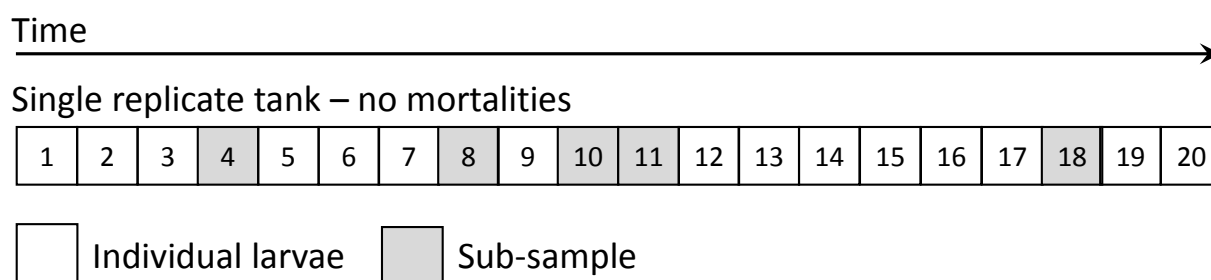 Time
Single replicate tank – no mortalities
1 2 3 4 5 6 7 8 9 10 11 12 13 14 15 16 17 18 19 20
Individual larvae Sub-sample